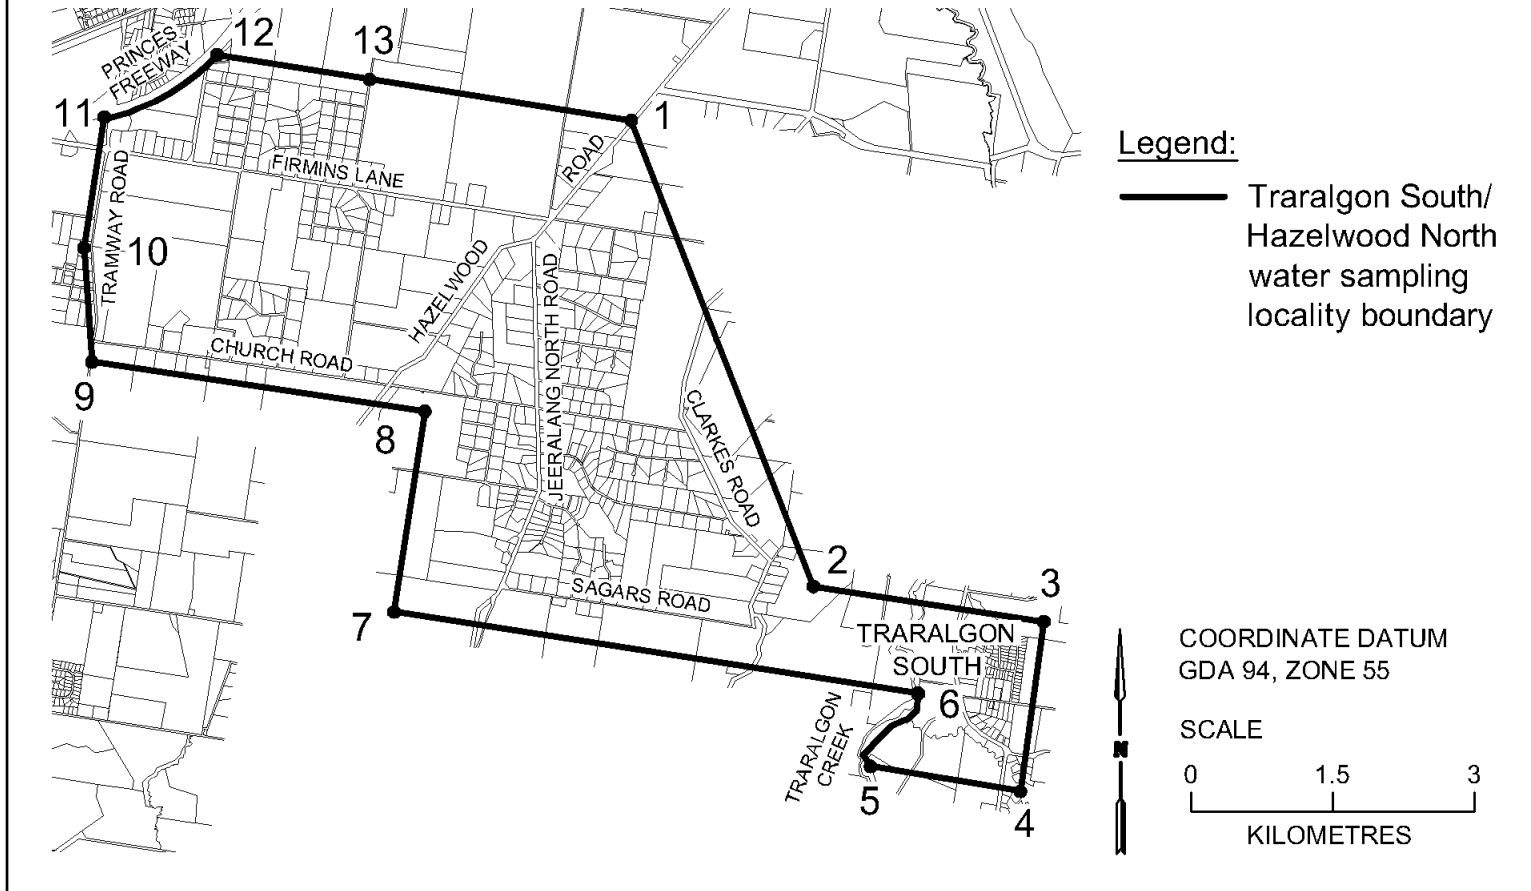 12
13
PRINCES
FREEWAY
11
1
ROAD
FIRMINS LANE
TRAMWAY ROAD
10
HAZELWOOD
JEERALANG NORTH ROAD
CHURCH ROAD
9
8
CLARKES ROAD
2
3
SAGARS ROAD
7
TRARALGON
SOUTH
6
TRARALGON
CREEK
5
4
Legend:
Traralgon South/
Hazelwood North
water sampling
locality boundary
COORDINATE DATUM
GDA 94, ZONE 55
SCALE
N
0 1.5 3
KILOMETRES